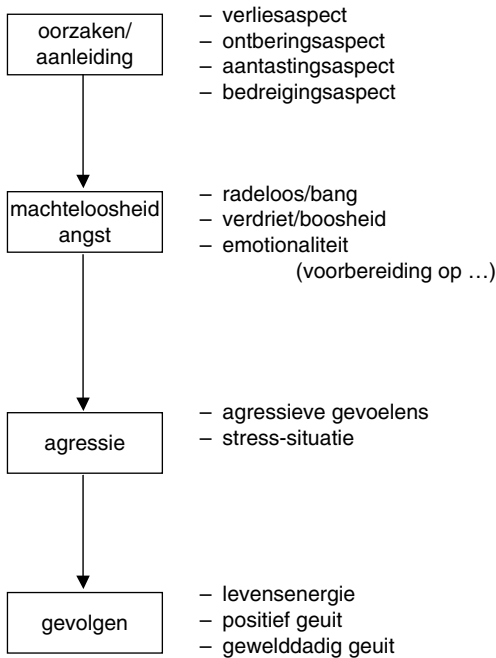 oorzaken/
aanleiding
– verliesaspect
– ontberingsaspect
– aantastingsaspect
– bedreigingsaspect
machteloosheid
angst
– radeloos/bang
– verdriet/boosheid
– emotionaliteit
(voorbereiding op …)
agressie
– agressieve gevoelens
– stress-situatie
gevolgen
– levensenergie
– positief geuit
– gewelddadig geuit